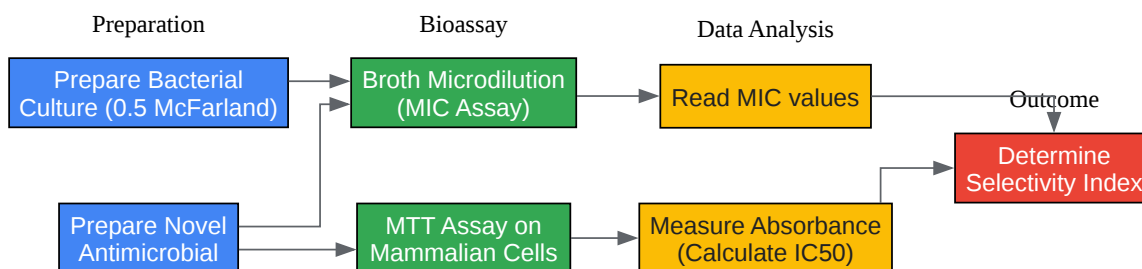 Preparation
Bioassay
Data Analysis
Prepare Bacterial
Culture (0.5 McFarland)
Broth Microdilution
(MIC Assay)
Read MIC values
Outcome
Determine
Selectivity Index
Prepare Novel
Antimicrobial
MTT Assay on
Mammalian Cells
Measure Absorbance
(Calculate IC50)